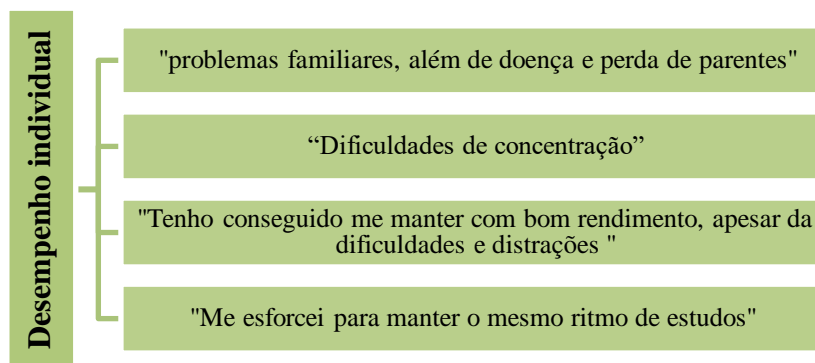 Desempenho individual
"problemas familiares, além de doença e perda de parentes"
“Dificuldades de concentração”
"Tenho conseguido me manter com bom rendimento, apesar da
dificuldades e distrações "
"Me esforcei para manter o mesmo ritmo de estudos"